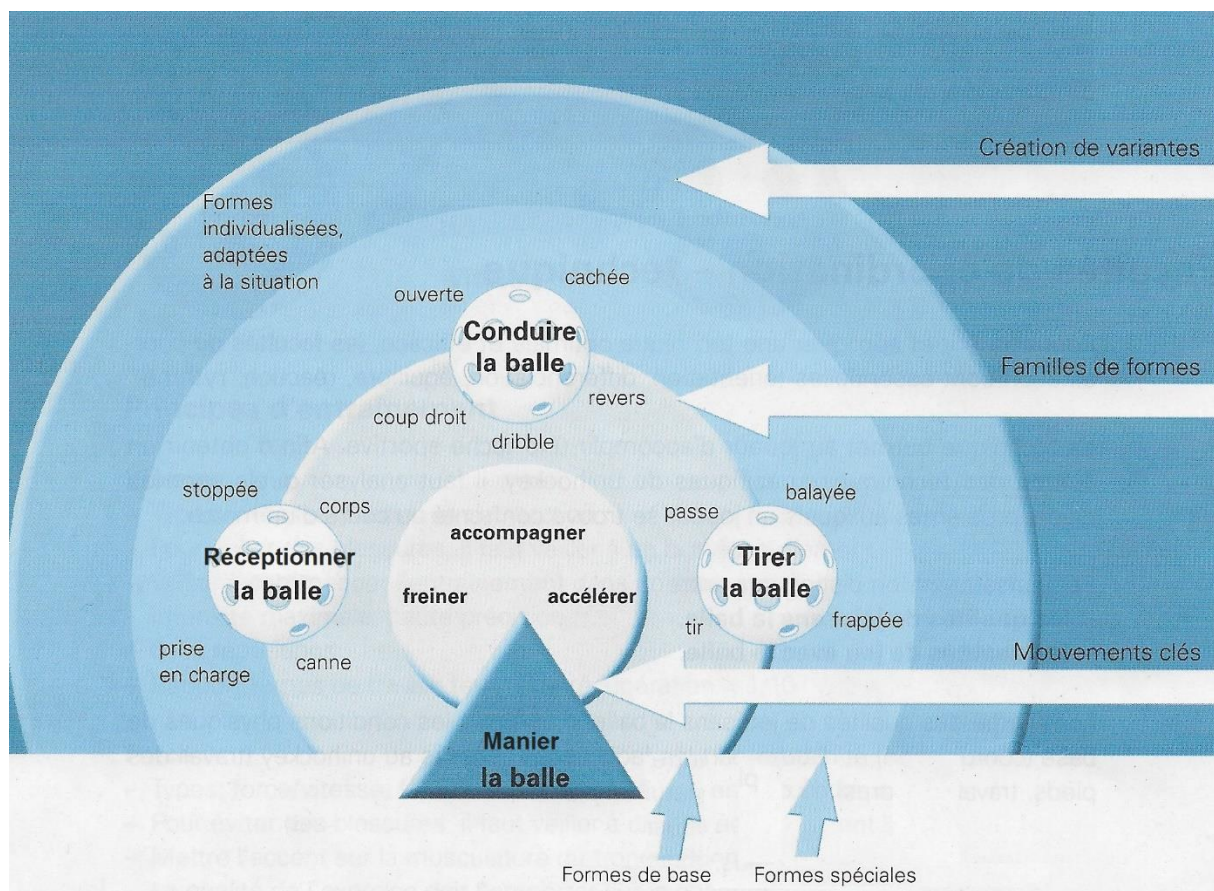 Création de variantes
Formes
individualisées,
adaptées
à la situation
cachée
ouverte
Conduire
la balle
Familles de formes
revers
coup droit
dribble
stoppée
corps
balayée
passe
accompagner
Réceptionner
la balle
Tirer
la balle
freiner
accélérer
tir
frappée
prise
en charge
canne
Mouvements clés
Manier
la balle
Formes de base
Formes spéciales